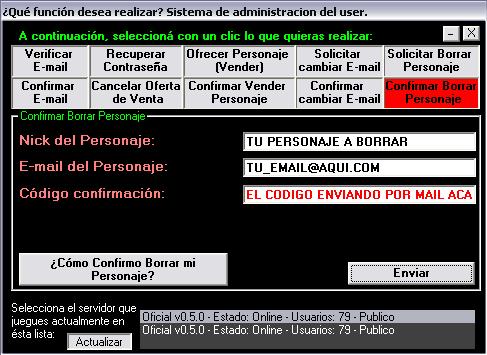 ¿Qué función desea realizar? Sistema de administracion del user.
A continuación, seleccioná con un clic lo que quieras realizar:
Verificar E-mail
Recuperar Contraseña
Ofrecer Personaje (Vender)
Solicitar cambiar E-mail
Solicitar Borrar Personaje
Confirmar E-mail
Cancelar Oferta de Venta
Confirmar Vender Personaje
Confirmar cambiar E-mail
Confirmar Borrar Personaje
Confirmar Borrar Personaje
Nick del Personaje: TU PERSONAJE A BORRAR
E-mail del Personaje: TU_EMAIL@AQUI.COM
Código confirmación: EL CODIGO ENVIANDO POR MAIL ACA
¿Cómo Confirmo Borrar mi Personaje?
Enviar
Selecciona el servidor que
juegues actualmente en
ésta lista:
Actualizar
Oficial v0.5.0 - Estado: Online - Usuarios: 79 - Publico
Oficial v0.5.0 - Estado: Online - Usuarios: 79 - Publico